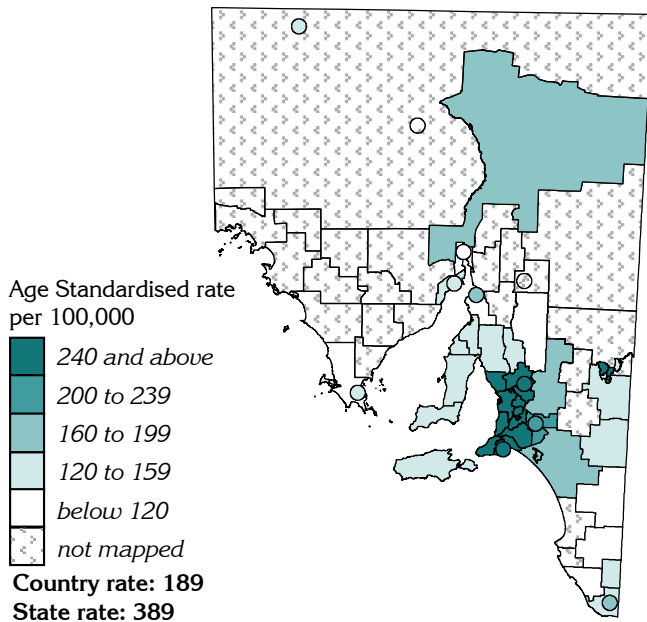 Age Standardised rate
per 100,000
240 and above
200 to 239
160 to 199
120 to 159
below 120
not mapped
Country rate: 189
State rate: 389